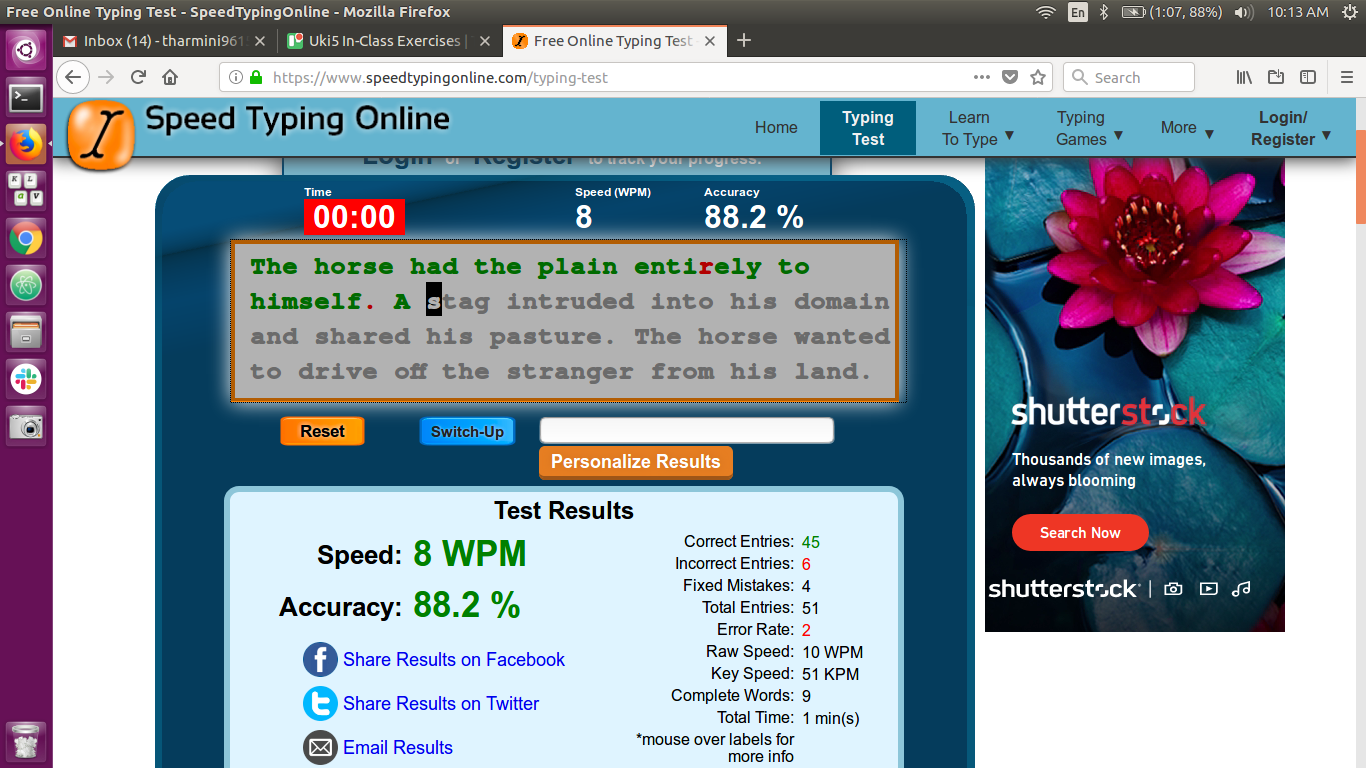 Free Online Typing Test - SpeedTypingOnline - Mozilla Firefox
En
(1:07, 88%)
10:13 AM
Inbox (14) - tharmini961
Uki5 In-Class Exercises |
Free Online Typing Test
https://www.speedtypingonline.com/typing-test
Search
Speed Typing Online
Home
Typing Test
Learn To Type ▼
Typing Games ▼
More ▼
Login/ Register ▼
Login or Register to track your progress.
Time
Speed (WPM)
Accuracy
00:00
8
88.2 %
The horse had the plain entirely to
himself. A stag intruded into his domain
and shared his pasture. The horse wanted
to drive off the stranger from his land.
Reset
Switch-Up
Personalize Results
Test Results
Speed: 8 WPM
Accuracy: 88.2 %
Share Results on Facebook
Share Results on Twitter
Email Results
Correct Entries: 45
Incorrect Entries: 6
Fixed Mistakes: 4
Total Entries: 51
Error Rate: 2
Raw Speed: 10 WPM
Key Speed: 51 KPM
Complete Words: 9
Total Time: 1 min(s)
*mouse over labels for
more info
shutterstock
Thousands of new images,
always blooming
Search Now
shutterstock